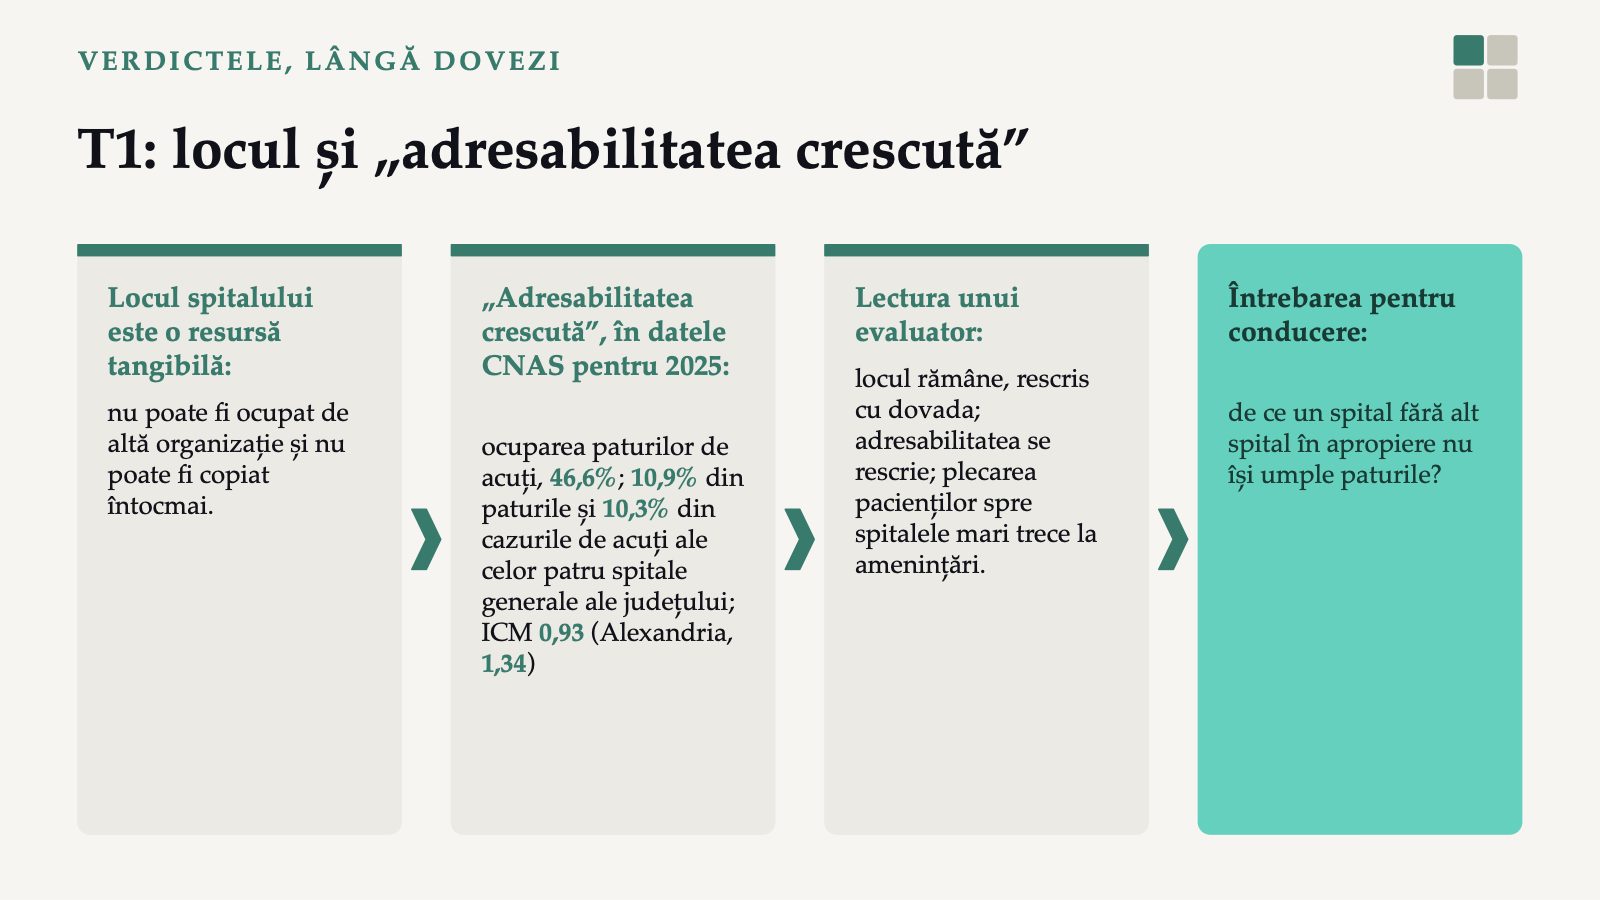 VERDICTELE, LÂNGĂ DOVEZI
T1: locul și „adresabilitatea crescută”
Locul spitalului
este o resursă
tangibilă:
nu poate fi ocupat de
altă organizație și nu
poate fi copiat
întocmai.
„Adresabilitatea
crescută”, în datele
CNAS pentru 2025:
ocuparea paturilor de
acuți, 46,6%; 10,9% din
paturile și 10,3% din
cazurile de acuți ale
celor patru spitale
generale ale județului;
ICM 0,93 (Alexandria,
1,34)
Lectura unui
evaluator:
locul rămâne, rescris
cu dovada;
adresabilitatea se
rescrie; plecarea
pacienților spre
spitalele mari trece la
amenințări.
Întrebarea pentru
conducere:
de ce un spital fără alt
spital în apropiere nu
își umple paturile?